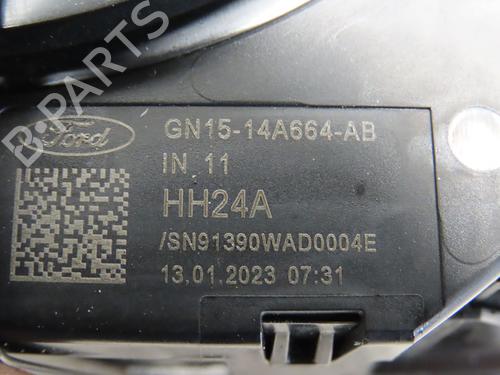 Ford
GN15-14A664-AB
IN 11
HH24A
/SN91390WAD0004E
13.01.2023 07:31
B-PARTS